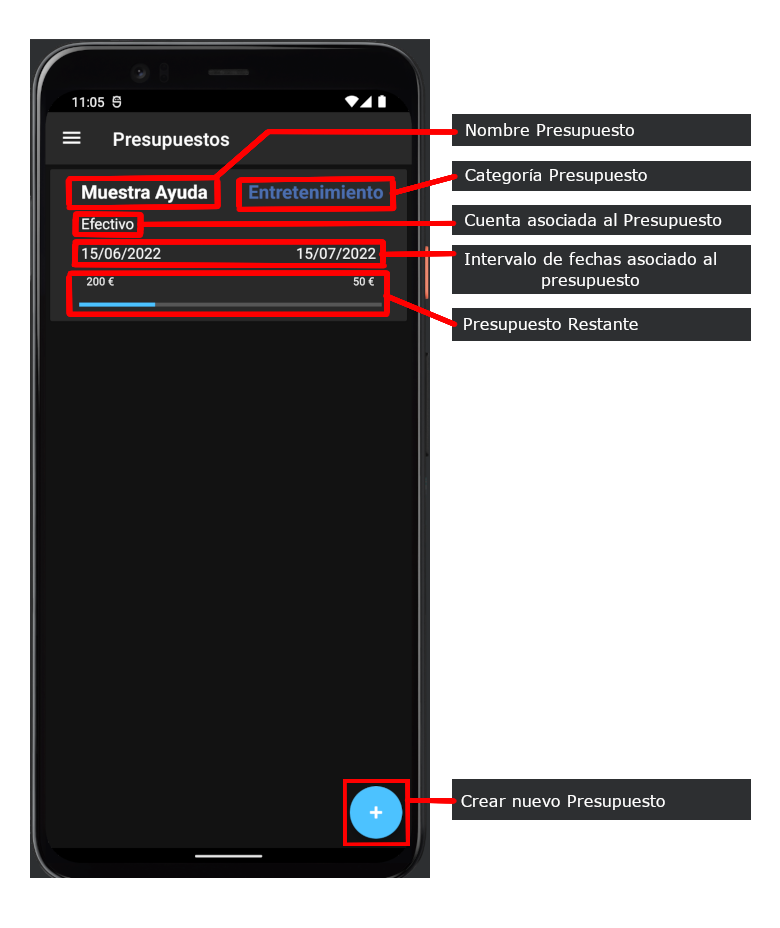 11:05
Presupuestos
Muestra Ayuda Entretenimiento
Efectivo
15/06/2022 15/07/2022
200 € 50 €
+
Nombre Presupuesto
Categoría Presupuesto
Cuenta asociada al Presupuesto
Intervalo de fechas asociado al
presupuesto
Presupuesto Restante
Crear nuevo Presupuesto